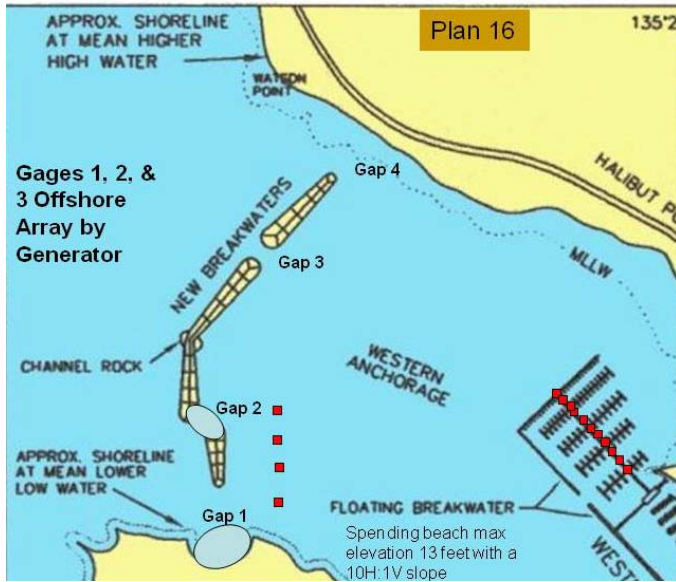 APPROX. SHORELINE
AT MEAN HIGHER
HIGH WATER
Plan 16
135°2
WATSON
POINT
Gages 1, 2, &
3 Offshore
Array by
Generator
Gap 4
HALIBUT PO
NEW BREAKWATERS
Gap 3
MLLW
CHANNEL ROCK
WESTERN
ANCHORAGE
Gap 2
APPROX. SHORELINE
AT MEAN LOWER
LOW WATER
Gap 1
FLOATING BREAKWATER
Spending beach max
elevation 13 feet with a
10H:1V slope
WEST